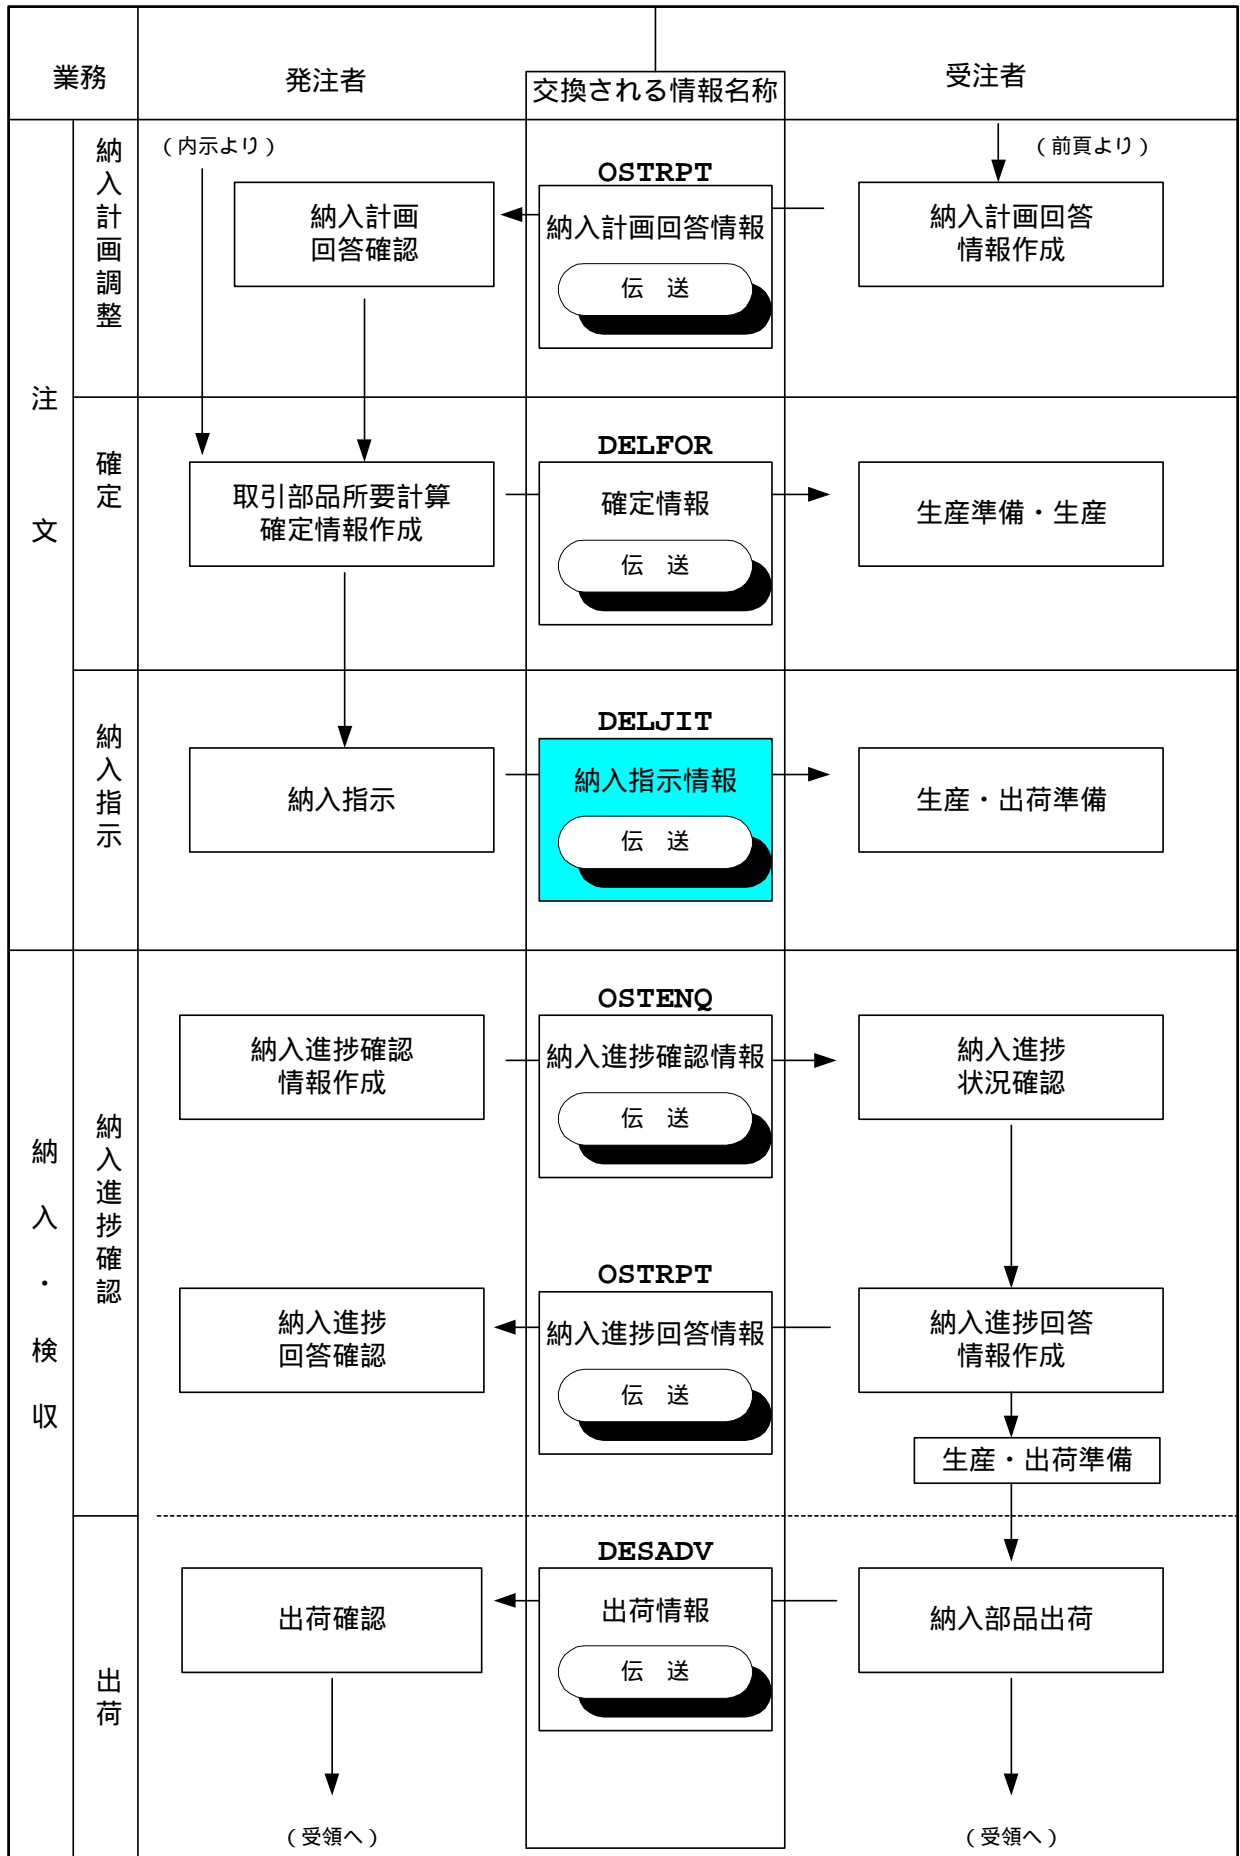 業務
発注者
交換される情報名称
受注者
注文
納入計画調整
(内示より)
(前頁より)
OSTRPT
納入計画
回答確認
納入計画回答情報
伝 送
納入計画回答
情報作成
確定
DELFOR
取引部品所要計算
確定情報作成
確定情報
伝 送
生産準備・生産
納入指示
DELJIT
納入指示
納入指示情報
伝 送
生産・出荷準備
納入・検収
納入進捗確認
OSTENQ
納入進捗確認
情報作成
納入進捗確認情報
伝 送
納入進捗
状況確認
OSTRPT
納入進捗
回答確認
納入進捗回答情報
伝 送
納入進捗回答
情報作成
生産・出荷準備
出荷
DESADV
出荷確認
出荷情報
伝 送
納入部品出荷
(受領へ)
(受領へ)